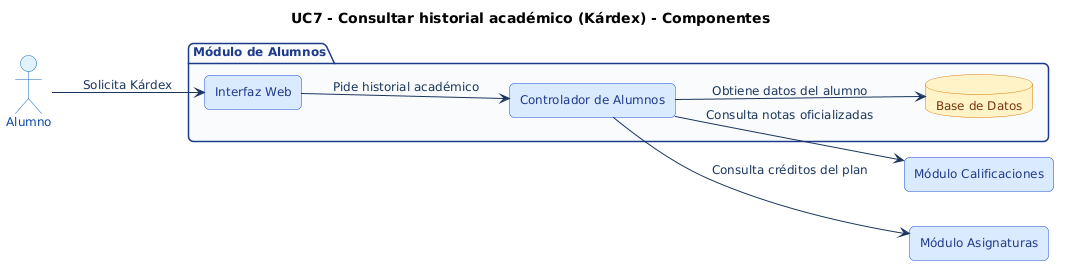 UC7 - Consultar historial académico (Kárdex) - Componentes
Módulo de Alumnos
Alumno
Solicita Kárdex
Interfaz Web
Pide historial académico
Controlador de Alumnos
Obtiene datos del alumno
Base de Datos
Consulta notas oficializadas
Módulo Calificaciones
Consulta créditos del plan
Módulo Asignaturas